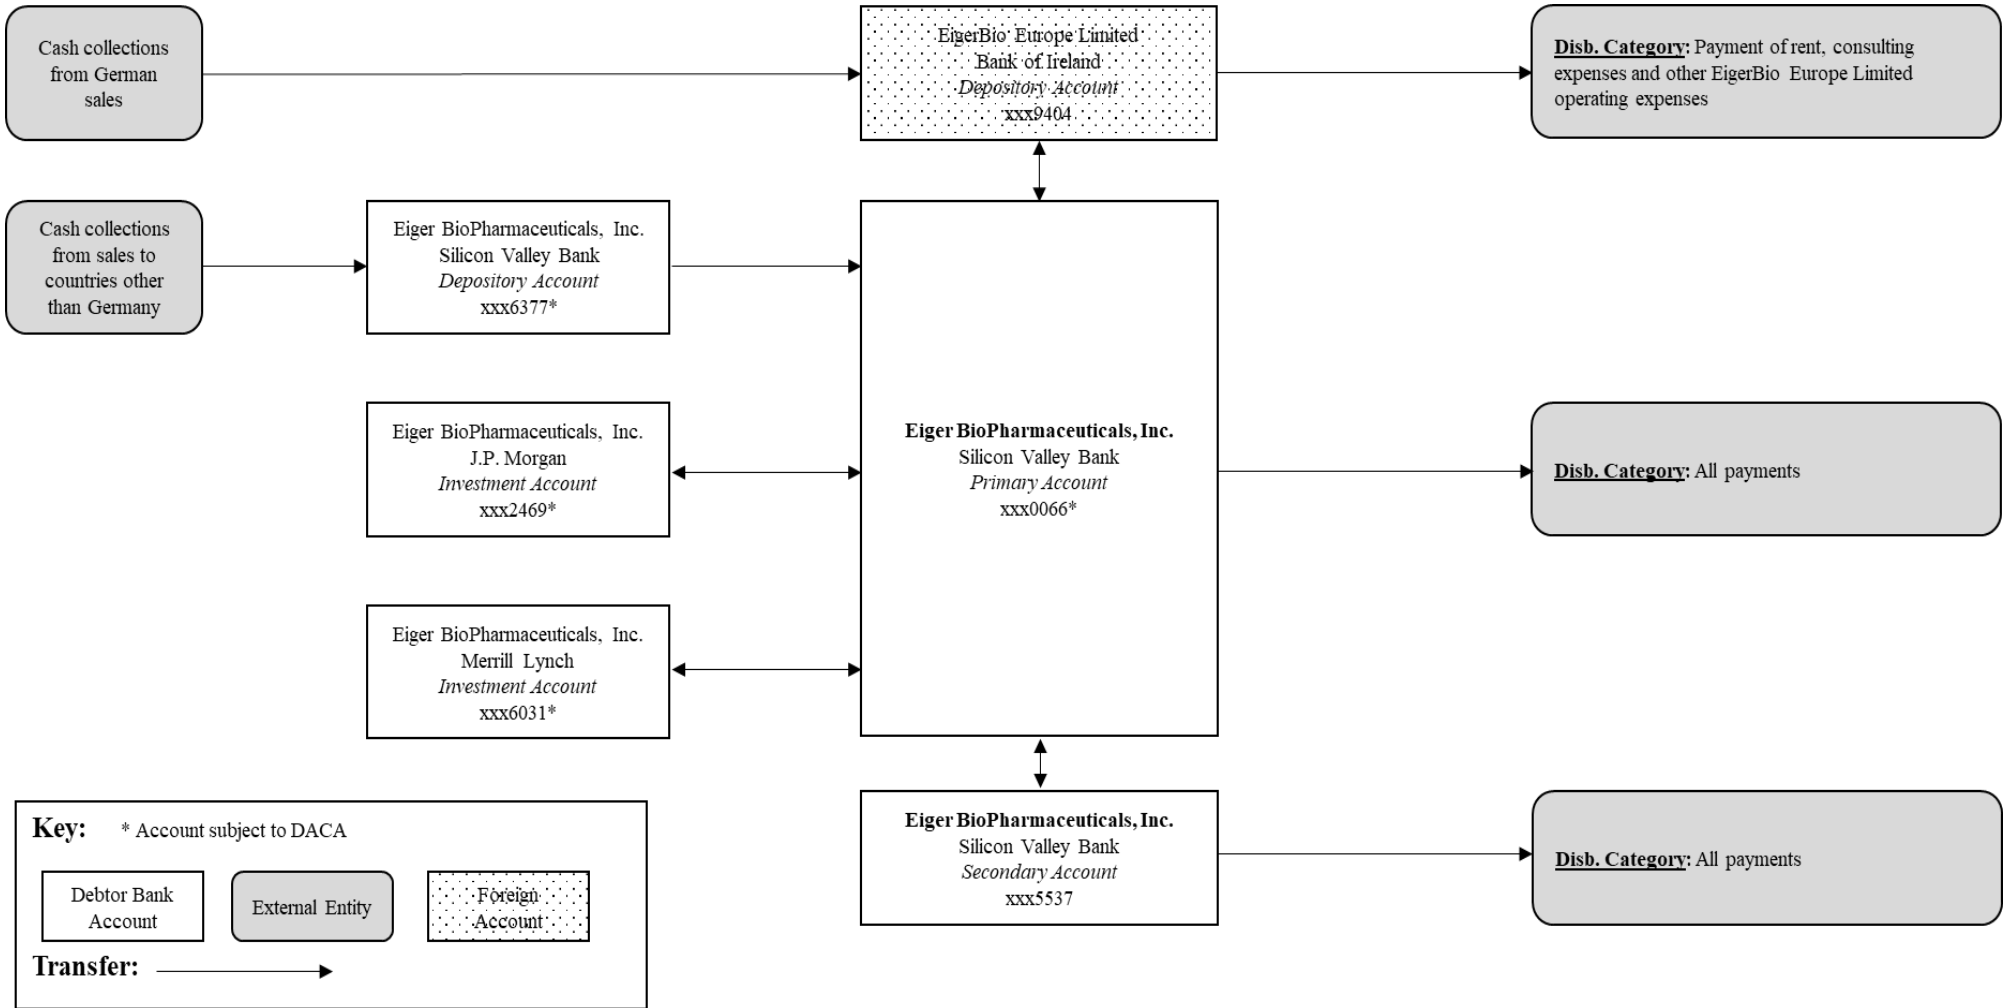 Cash collections
from German
sales
EigerBio Europe Limited
Bank of Ireland
Depository Account
xxx9404
Disb. Category: Payment of rent, consulting
expenses and other EigerBio Europe Limited
operating expenses
Cash collections
from sales to
countries other
than Germany
Eiger BioPharmaceuticals, Inc.
Silicon Valley Bank
Depository Account
xxx6377*
Eiger BioPharmaceuticals, Inc.
J.P. Morgan
Investment Account
xxx2469*
Eiger BioPharmaceuticals, Inc.
Silicon Valley Bank
Primary Account
xxx0066*
Disb. Category: All payments
Eiger BioPharmaceuticals, Inc.
Merrill Lynch
Investment Account
xxx6031*
Eiger BioPharmaceuticals, Inc.
Silicon Valley Bank
Secondary Account
xxx5537
Disb. Category: All payments
Key: * Account subject to DACA
Debtor Bank
Account
External Entity
Foreign
Account
Transfer: